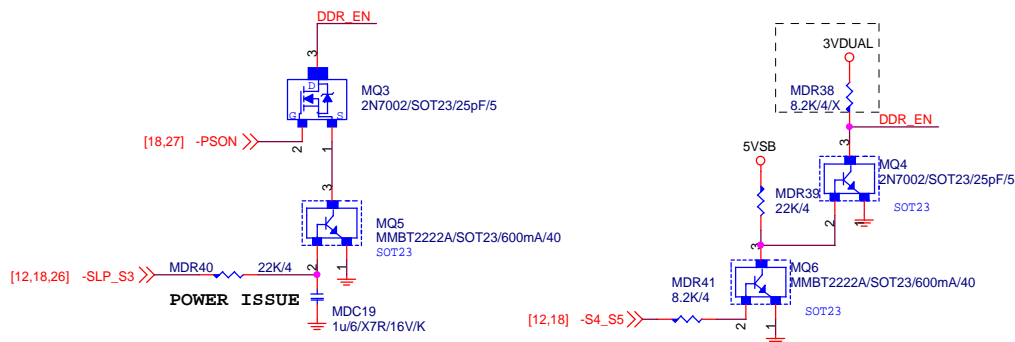 DDR_EN
3
D
G
S
MQ3
2N7002/SOT23/25pF/5
[18,27] -PSON
2
1
3
MQ5
MMBT2222A/SOT23/600mA/40
SOT23
[12,18,26] -SLP_S3
MDR40
22K/4
2
1
POWER ISSUE
MDC19
1u/6/X7R/16V/K
3VDUAL
MDR38
8.2K/4/X
DDR_EN
3
MQ4
2N7002/SOT23/25pF/5
SOT23
2
1
5VSB
MDR39
22K/4
3
MQ6
MMBT2222A/SOT23/600mA/40
SOT23
MDR41
8.2K/4
[12,18] -S4_S5
2
1